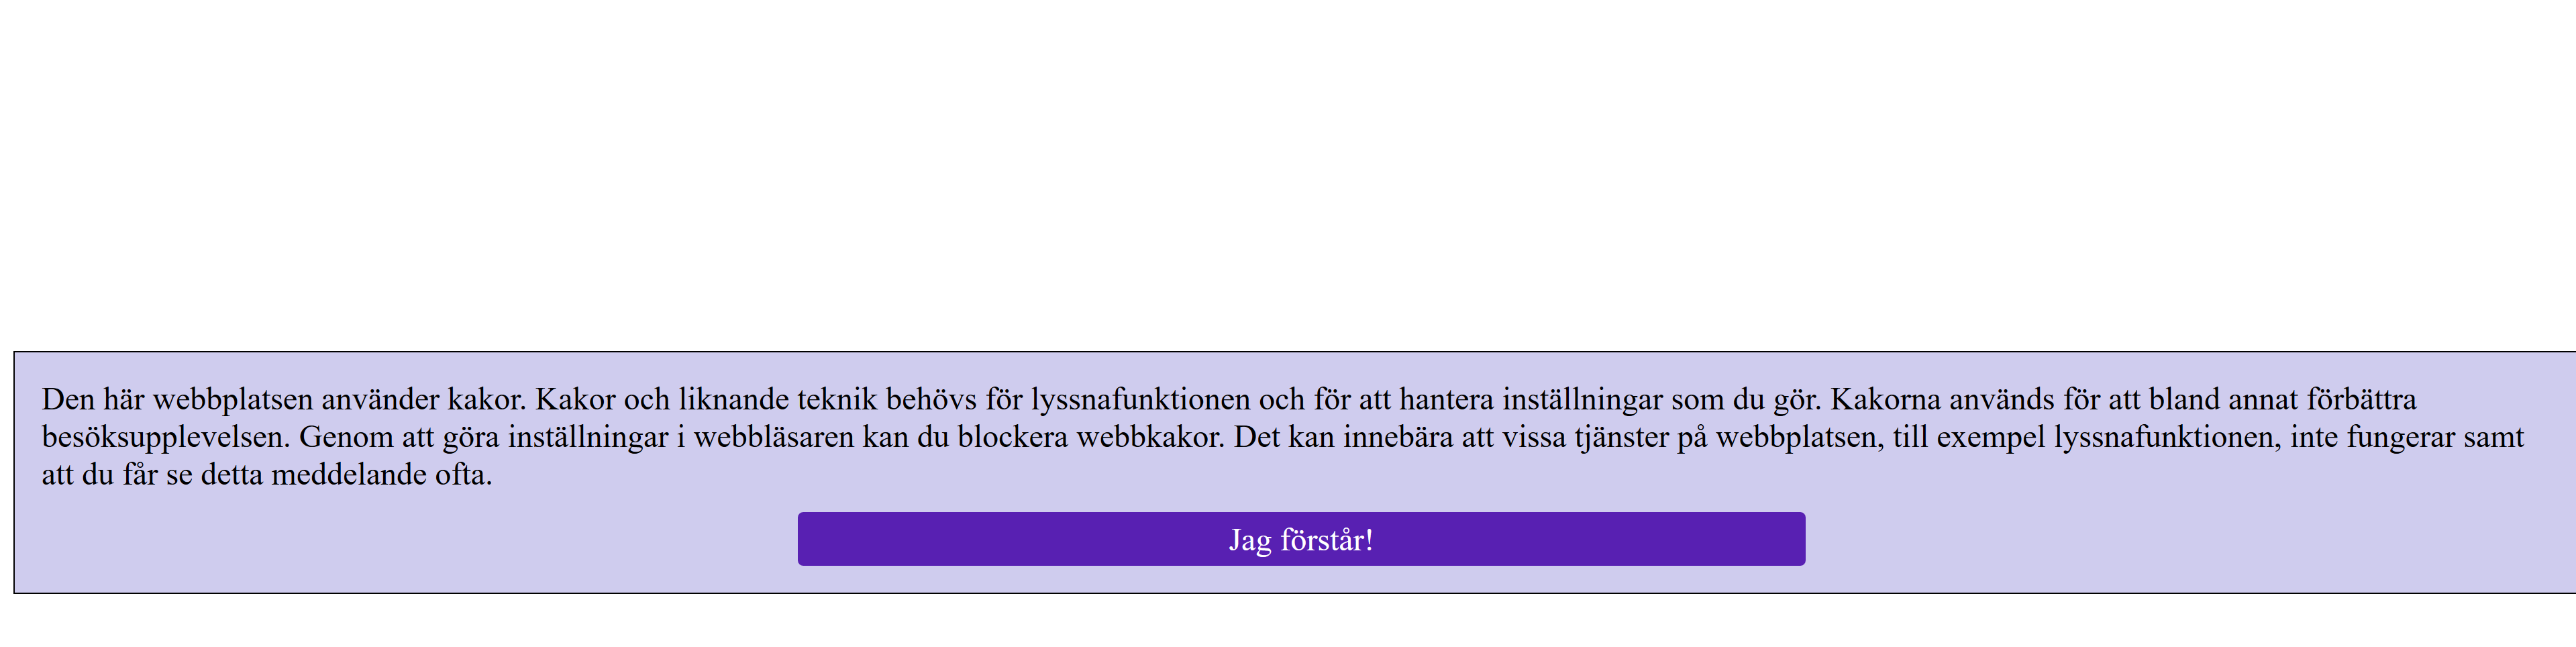 Den här webbplatsen använder kakor. Kakor och liknande teknik behövs för lyssnafunktionen och för att hantera inställningar som du gör. Kakorna används för att bland annat förbättra
besöksupplevelsen. Genom att göra inställningar i webbläsaren kan du blockera webbkakor. Det kan innebära att vissa tjänster på webbplatsen, till exempel lyssnafunktionen, inte fungerar samt
att du får se detta meddelande ofta.
Jag förstår!